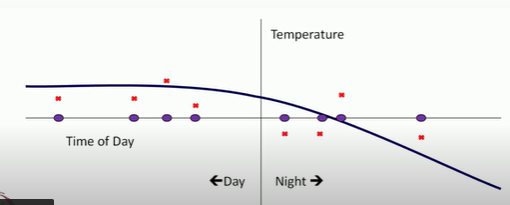 Temperature
Time of Day
←Day
Night →